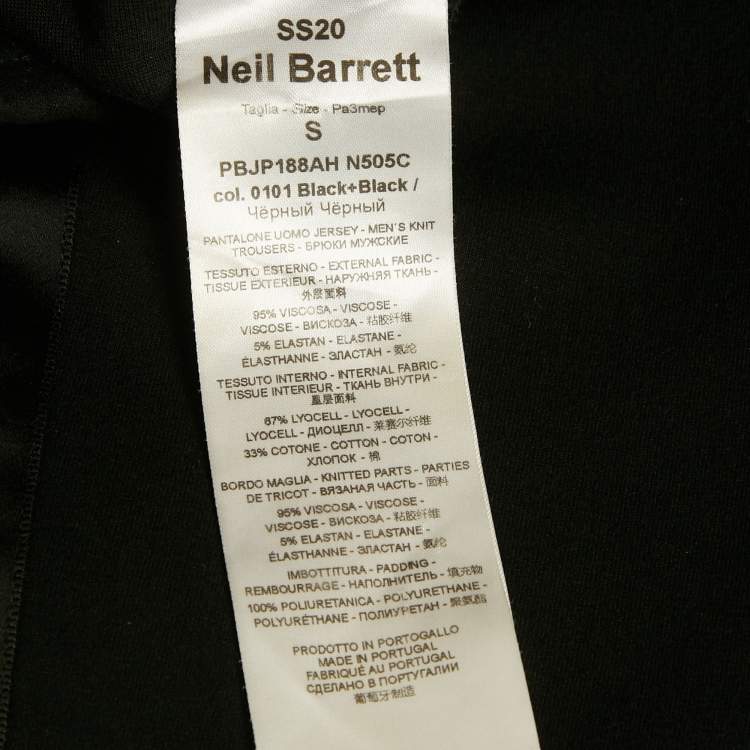 SS20
Neil Barrett
Taglia - Size - Размер
S
PBJP188AH N505C
col. 0101 Black+Black /
Чёрный Чёрный
PANTALONE UOMO JERSEY - MEN'S KNIT
TROUSERS - БРЮКИ МУЖСКИЕ
TESSUTO ESTERNO - EXTERNAL FABRIC -
TISSUE EXTERIEUR - НАРУЖНЯЯ ТКАНЬ -
外层面料
95% VISCOSA - VISCOSE -
VISCOSE - ВИСКОЗА - 粘胶纤维
5% ELASTAN - ELASTANE -
ÉLASTHANNE - ЭЛАСТАН - 氨纶
TESSUTO INTERNO - INTERNAL FABRIC -
TISSUE INTERIEUR - ТКАНЬ ВНУТРИ -
里层面料
67% LYOCELL - LYOCELL -
LYOCELL - ЛИОЦЕЛЛ - 莱赛尔纤维
33% COTONE - COTTON - COTON -
ХЛОПОК - 棉
BORDO MAGLIA - KNITTED PARTS - PARTIES
DE TRICOT - ВЯЗАНАЯ ЧАСТЬ - 面料
95% VISCOSA - VISCOSE -
VISCOSE - ВИСКОЗА - 粘胶纤维
5% ELASTAN - ELASTANE -
ÉLASTHANNE - ЭЛАСТАН - 氨纶
IMBOTTITURA - PADDING -
REMBOURRAGE - НАПОЛНИТЕЛЬ - 填充物
100% POLIURETANICA - POLYURETHANE -
POLYURÉTHANE - ПОЛИУРЕТАН - 聚氨酯
PRODOTTO IN PORTOGALLO
MADE IN PORTUGAL
FABRIQUÉ AU PORTUGAL
СДЕЛАНО В ПОРТУГАЛИИ
葡萄牙制造